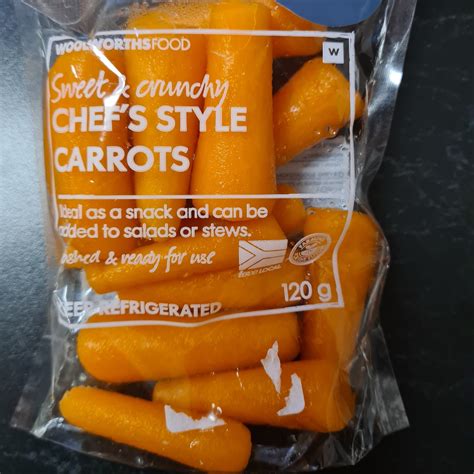 WOOLWORTHSFOOD
W
Sweet & crunchy
CHEF'S STYLE
CARROTS
Ideal as a snack and can be
added to salads or stews.
washed & ready for use
120 g
KEEP REFRIGERATED